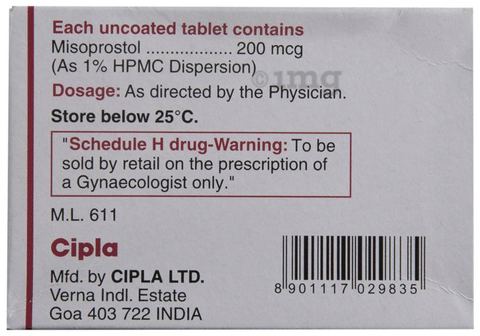 Each uncoated tablet contains
Misoprostol .................. 200 mcg
(As 1% HPMC Dispersion)
1mg
Dosage: As directed by the Physician.
Store below 25°C.
"Schedule H drug-Warning: To be
sold by retail on the prescription of
a Gynaecologist only."
M.L. 611
Cipla
Mfd. by CIPLA LTD.
Verna Indl. Estate
Goa 403 722 INDIA
8 901117 029835